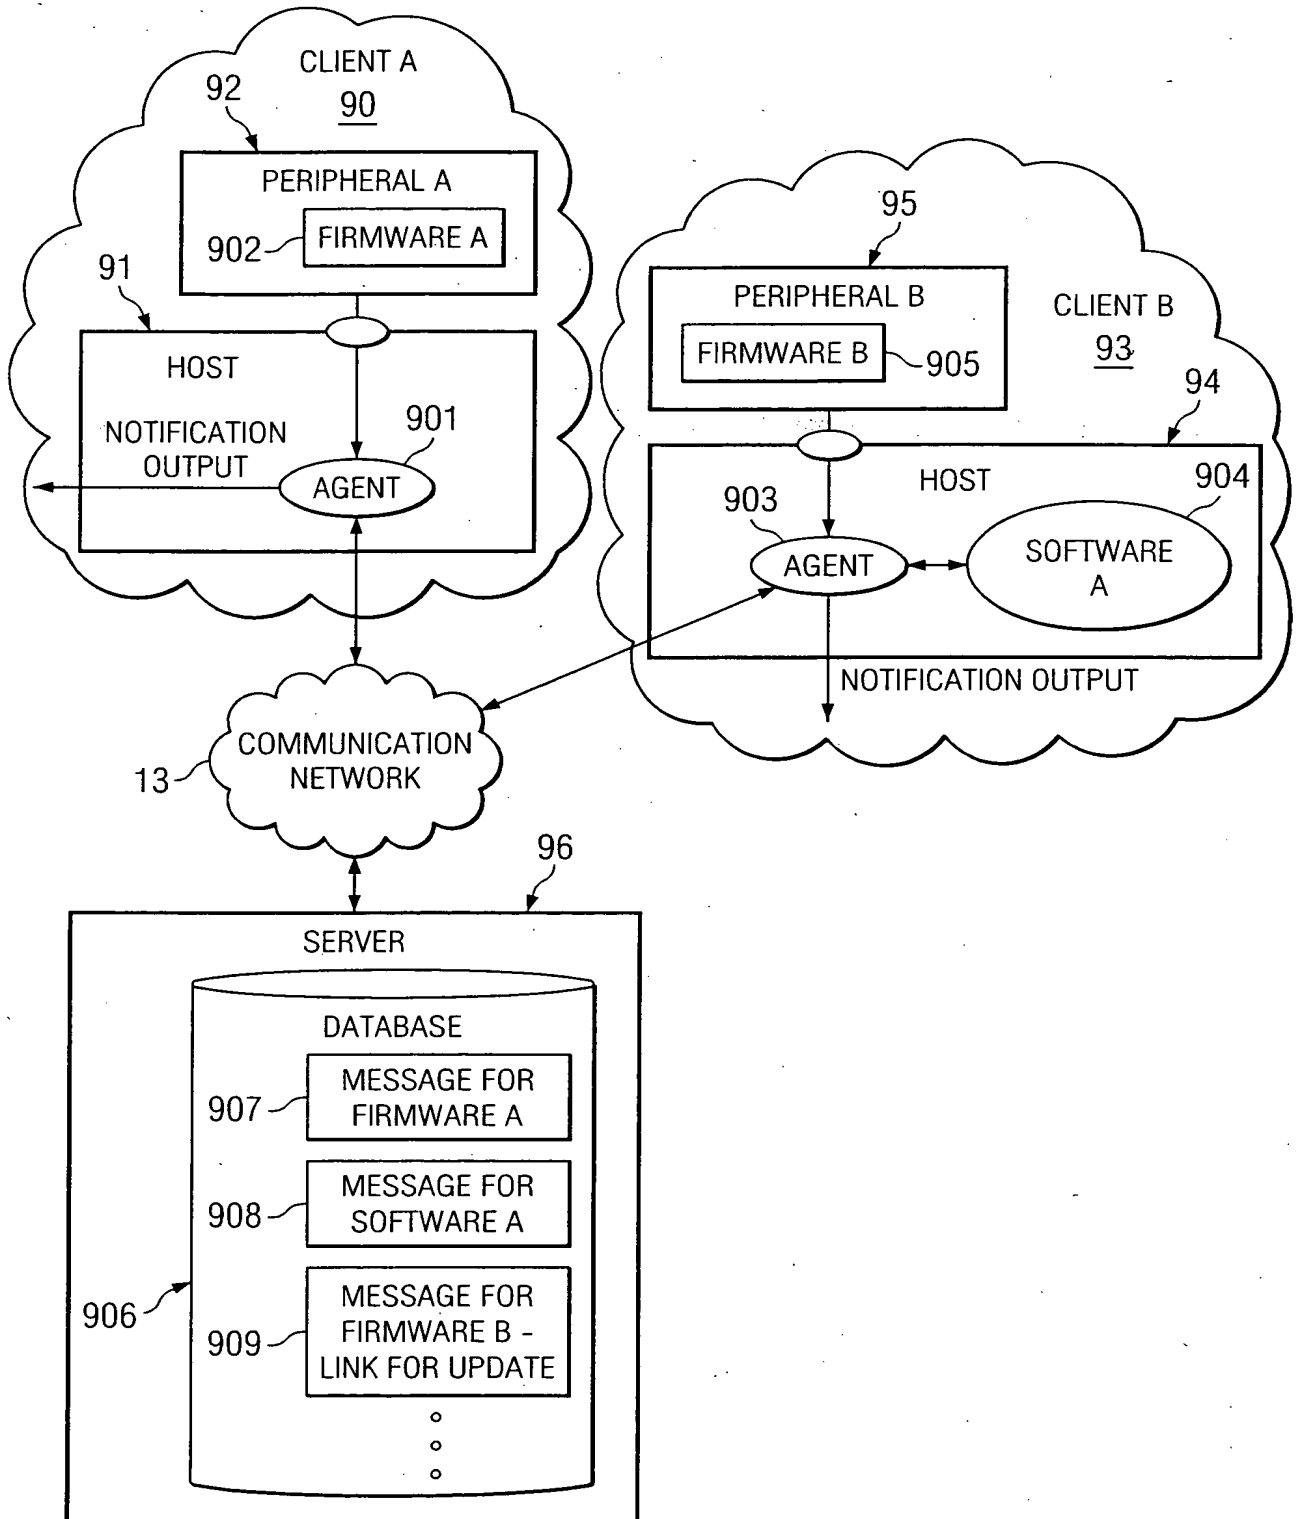 CLIENT A
90
92
PERIPHERAL A
902
FIRMWARE A
91
HOST
NOTIFICATION
OUTPUT
901
AGENT
95
PERIPHERAL B
CLIENT B
93
FIRMWARE B
905
94
HOST
903
904
AGENT
SOFTWARE
A
NOTIFICATION OUTPUT
COMMUNICATION
NETWORK
13
96
SERVER
DATABASE
907
MESSAGE FOR
FIRMWARE A
908
MESSAGE FOR
SOFTWARE A
906
909
MESSAGE FOR
FIRMWARE B -
LINK FOR UPDATE